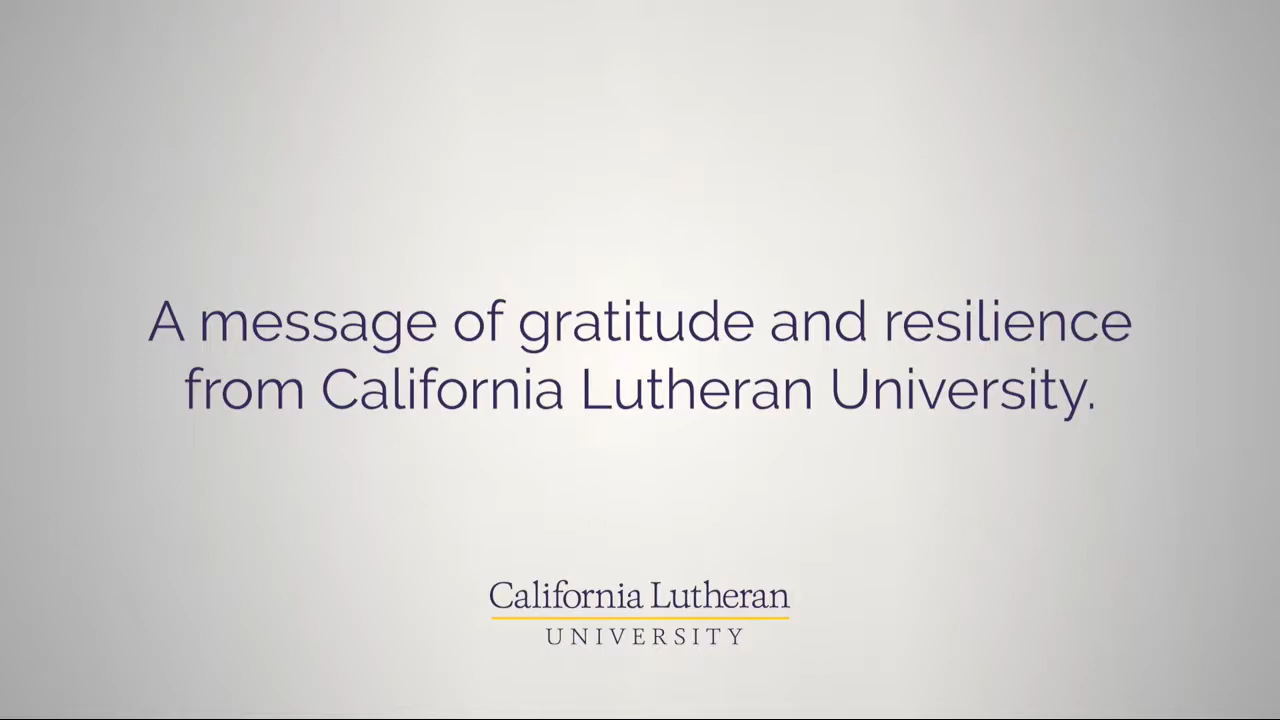 A message of gratitude and resilience
from California Lutheran University.
California Lutheran
UNIVERSITY